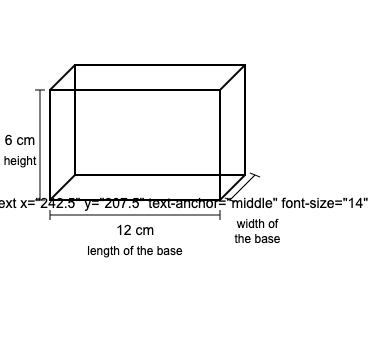 6 cm
height
ext x="242.5" y="207.5" text-anchor="middle" font-size="14"
12 cm
length of the base
width of
the base